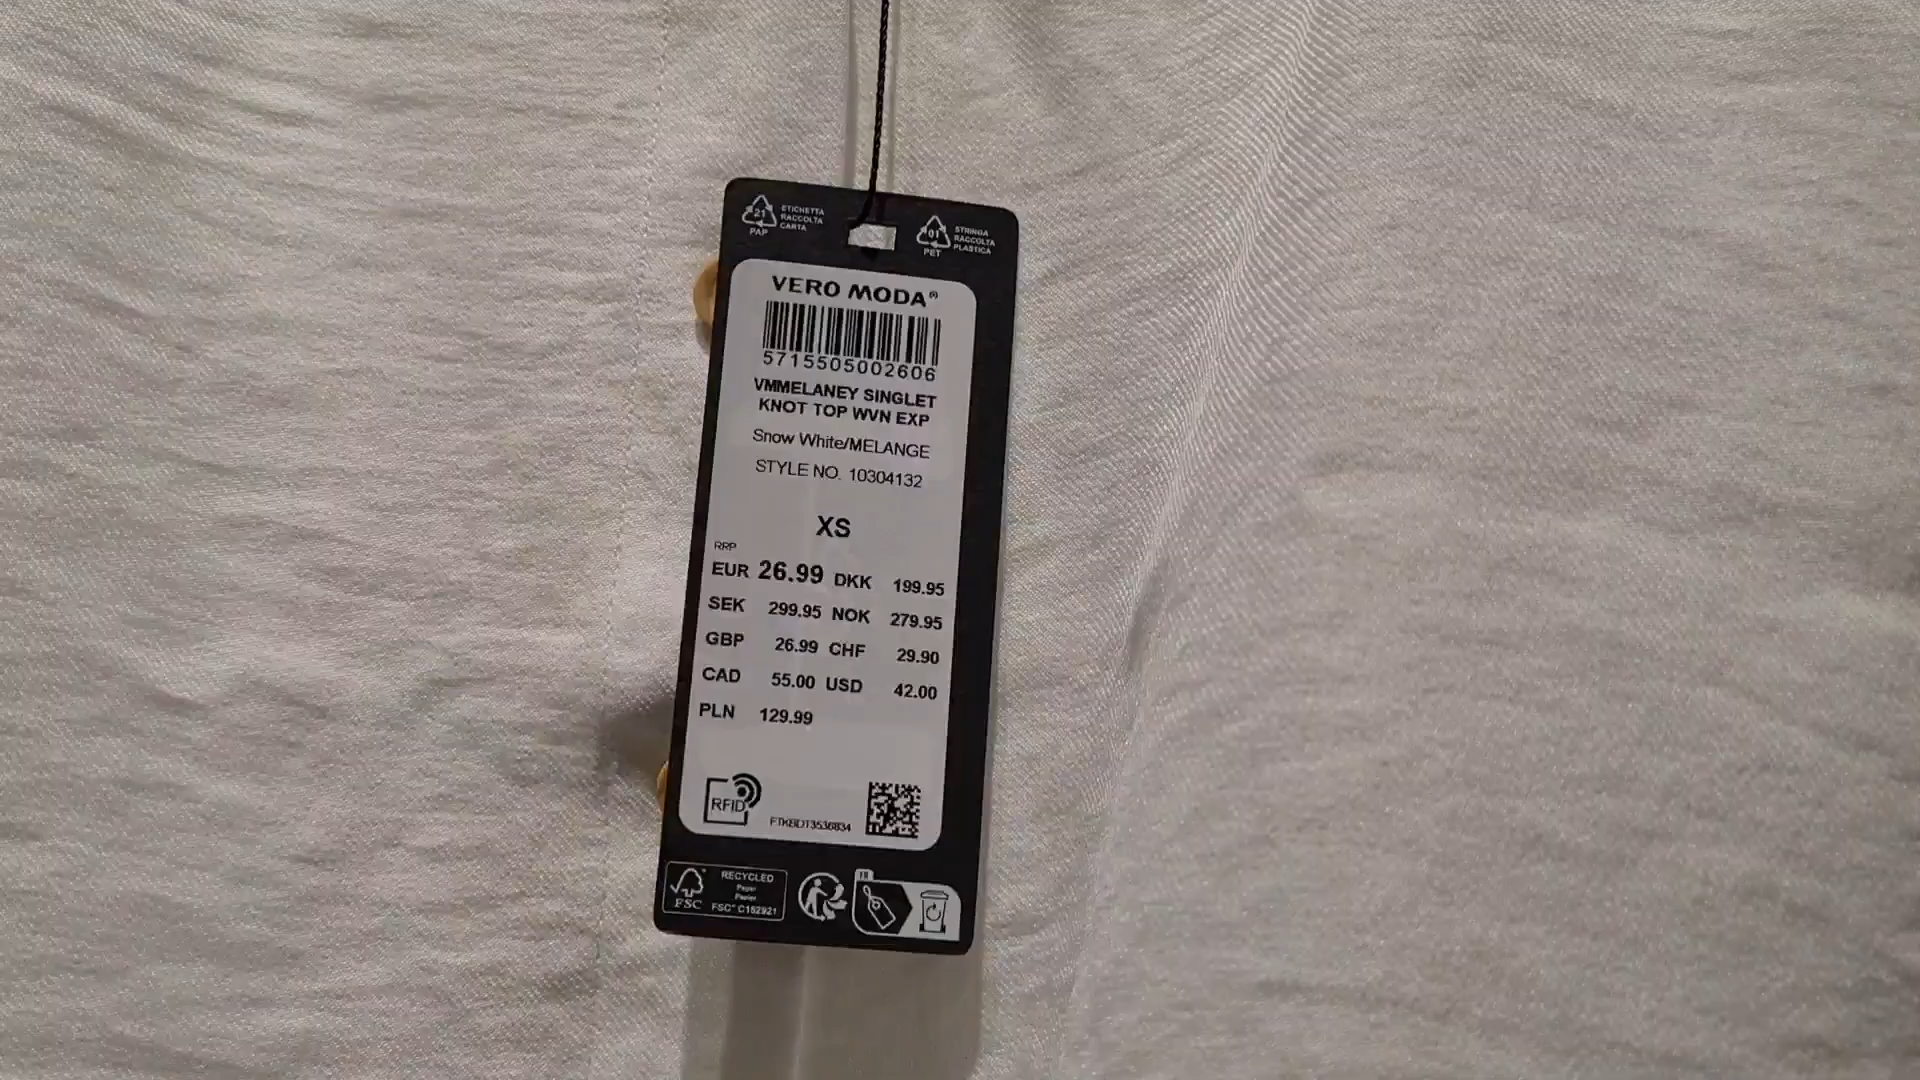 21
PAP
ETICHETTA
RACCOLTA
CARTA
01
PET
STRINGA
RACCOLTA
PLASTICA
VERO MODA®
5715505002606
VMMELANEY SINGLET
KNOT TOP WVN EXP
Snow White/MELANGE
STYLE NO. 10304132
XS
RRP
EUR 26.99 DKK 199.95
SEK 299.95 NOK 279.95
GBP 26.99 CHF 29.90
CAD 55.00 USD 42.00
PLN 129.99
RFID
FSC
RECYCLED
Paper
Papier
FSC® C162921
FR